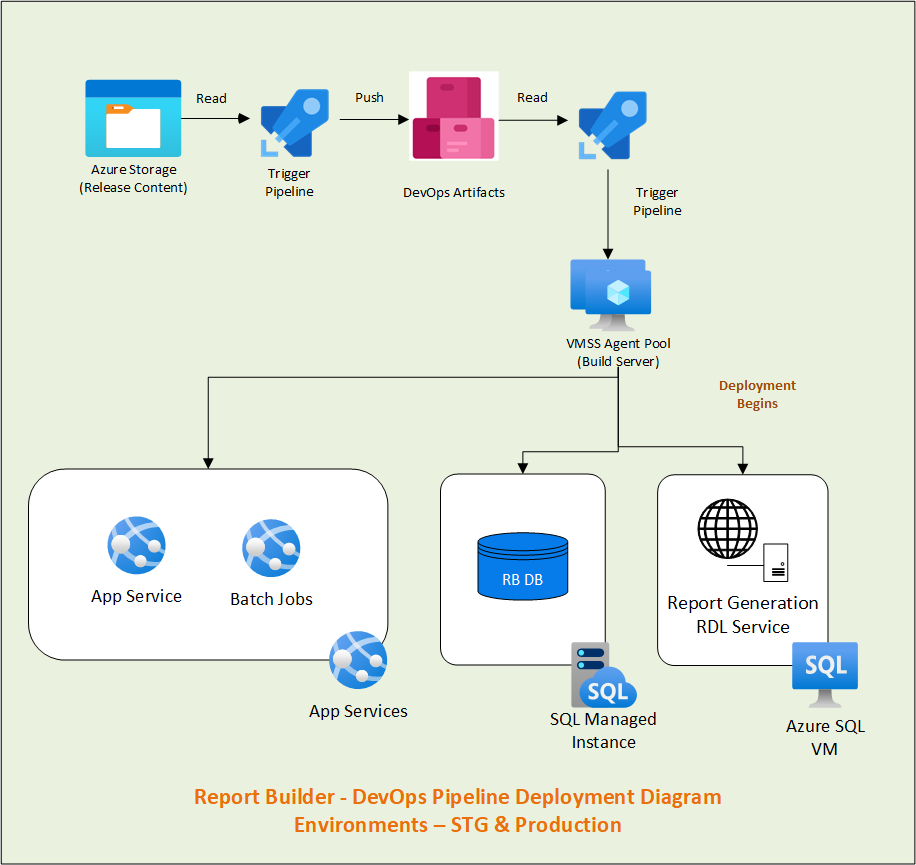 Read
Push
Read
Azure Storage
(Release Content)
Trigger
Pipeline
DevOps Artifacts
Trigger
Pipeline
VMSS Agent Pool
(Build Server)
Deployment
Begins
App Service
Batch Jobs
App Services
RB DB
SQL
SQL Managed
Instance
Report Generation
RDL Service
SQL
Azure SQL
VM
Report Builder - DevOps Pipeline Deployment Diagram
Environments – STG & Production